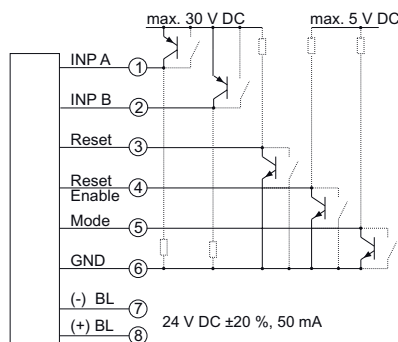 max. 30 V DC
max. 5 V DC
INP A
1
INP B
2
Reset
3
Reset
Enable
4
Mode
5
GND
6
(-) BL
7
24 V DC ±20 %, 50 mA
(+) BL
8